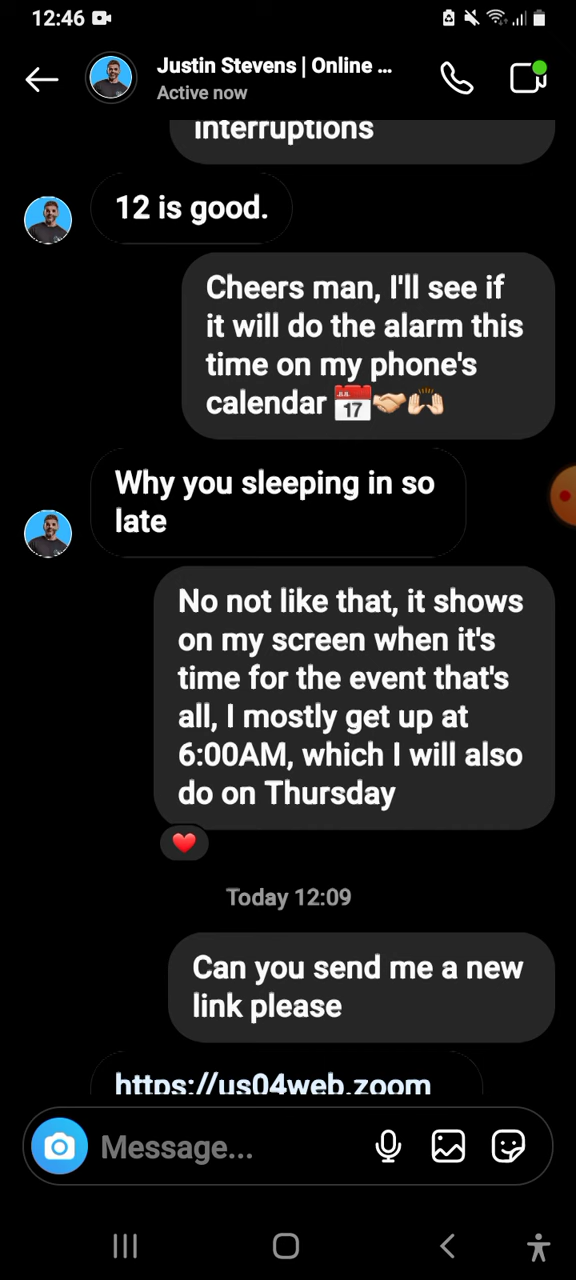 12:46
Justin Stevens | Online ...
Active now
interruptions
12 is good.
Cheers man, I'll see if
it will do the alarm this
time on my phone's
calendar 📅🤝🏻🙌🏻
Why you sleeping in so
late
No not like that, it shows
on my screen when it's
time for the event that's
all, I mostly get up at
6:00AM, which I will also
do on Thursday
❤️
Today 12:09
Can you send me a new
link please
https://us04web.zoom
Message...